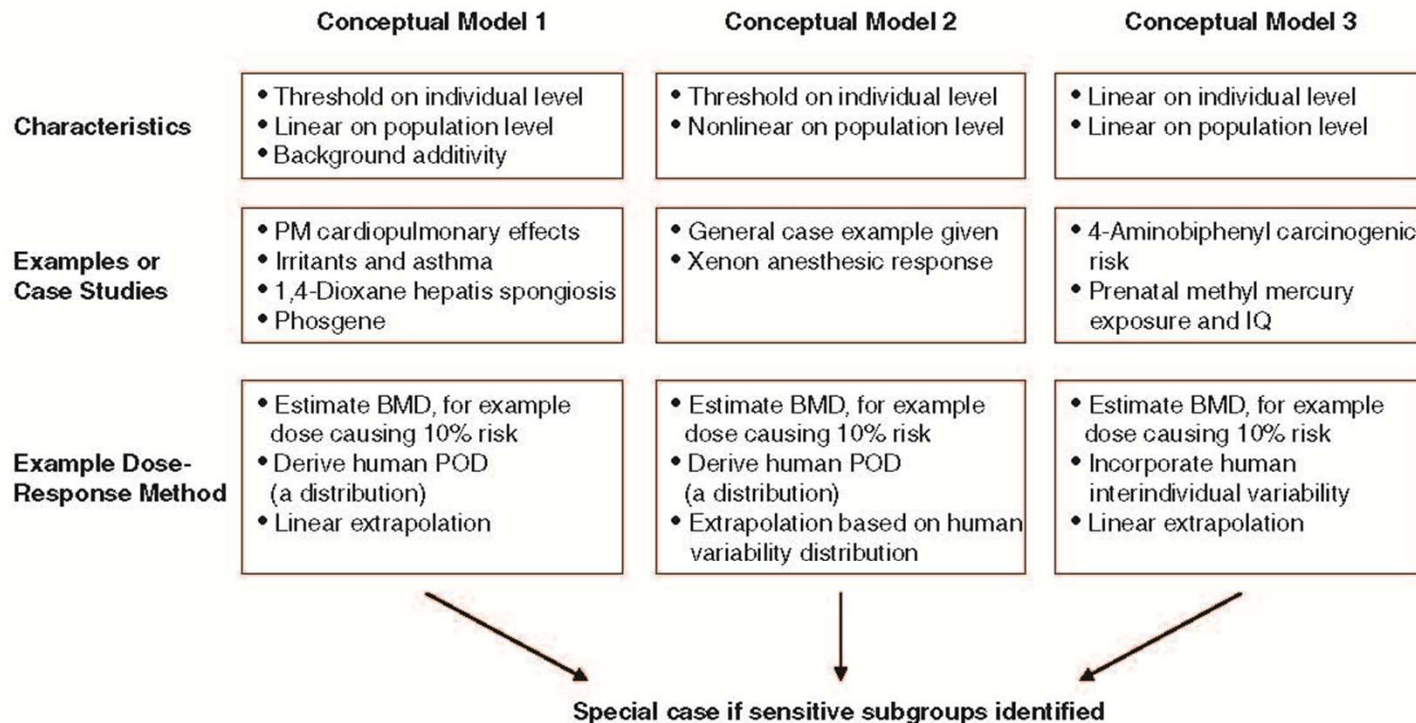 Conceptual Model 1
Conceptual Model 2
Conceptual Model 3
Characteristics
• Threshold on individual level
• Linear on population level
• Background additivity
• Threshold on individual level
• Nonlinear on population level
• Linear on individual level
• Linear on population level
Examples or
Case Studies
• PM cardiopulmonary effects
• Irritants and asthma
• 1,4-Dioxane hepatis spongiosis
• Phosgene
• General case example given
• Xenon anesthesic response
• 4-Aminobiphenyl carcinogenic
risk
• Prenatal methyl mercury
exposure and IQ
Example Dose-
Response Method
• Estimate BMD, for example
dose causing 10% risk
• Derive human POD
(a distribution)
• Linear extrapolation
• Estimate BMD, for example
dose causing 10% risk
• Derive human POD
(a distribution)
• Extrapolation based on human
variability distribution
• Estimate BMD, for example
dose causing 10% risk
• Incorporate human
interindividual variability
• Linear extrapolation
Special case if sensitive subgroups identified